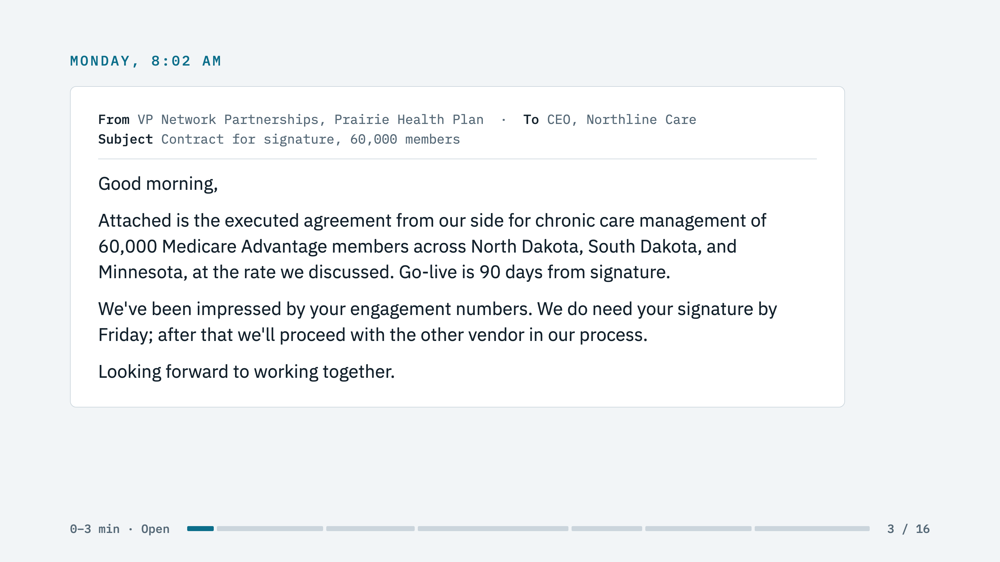 MONDAY, 8:02 AM
From VP Network Partnerships, Prairie Health Plan · To CEO, Northline Care
Subject Contract for signature, 60,000 members
Good morning,
Attached is the executed agreement from our side for chronic care management of
60,000 Medicare Advantage members across North Dakota, South Dakota, and
Minnesota, at the rate we discussed. Go-live is 90 days from signature.
We've been impressed by your engagement numbers. We do need your signature by
Friday; after that we'll proceed with the other vendor in our process.
Looking forward to working together.
0–3 min · Open
3 / 16